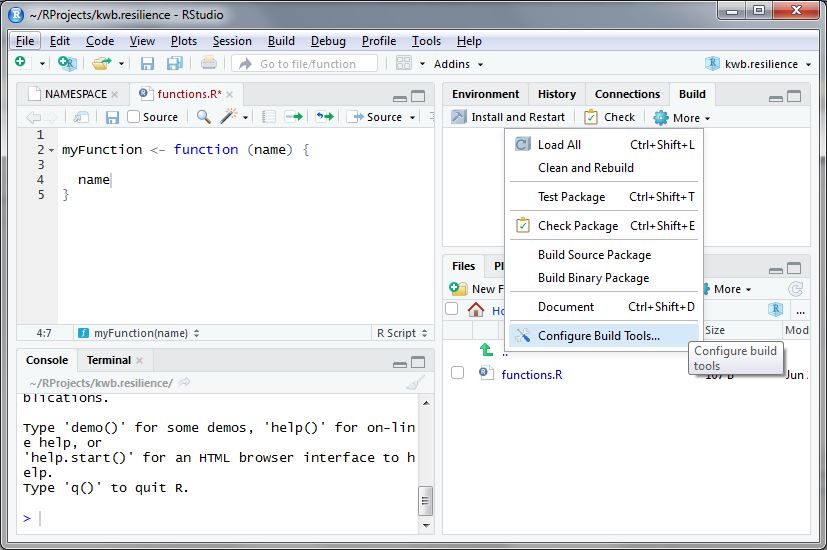 ~/RProjects/kwb.resilience - RStudio
File Edit Code View Plots Session Build Debug Profile Tools Help
Go to file/function Addins kwb.resilience
NAMESPACE functions.R*
Source Source
1
2 myFunction <- function (name) {
3
4 name
5 }
4:7 myFunction(name) R Script
Console Terminal
~/RProjects/kwb.resilience/
blications.
Type 'demo()' for some demos, 'help()' for on-lin
e help, or
'help.start()' for an HTML browser interface to h
elp.
Type 'q()' to quit R.
>
Environment History Connections Build
Install and Restart Check More
Load All Ctrl+Shift+L
Clean and Rebuild
Test Package Ctrl+Shift+T
Check Package Ctrl+Shift+E
Build Source Package
Build Binary Package
Document Ctrl+Shift+D
Configure Build Tools...
Configure build
tools
Files
New F More
Size
..
functions.R